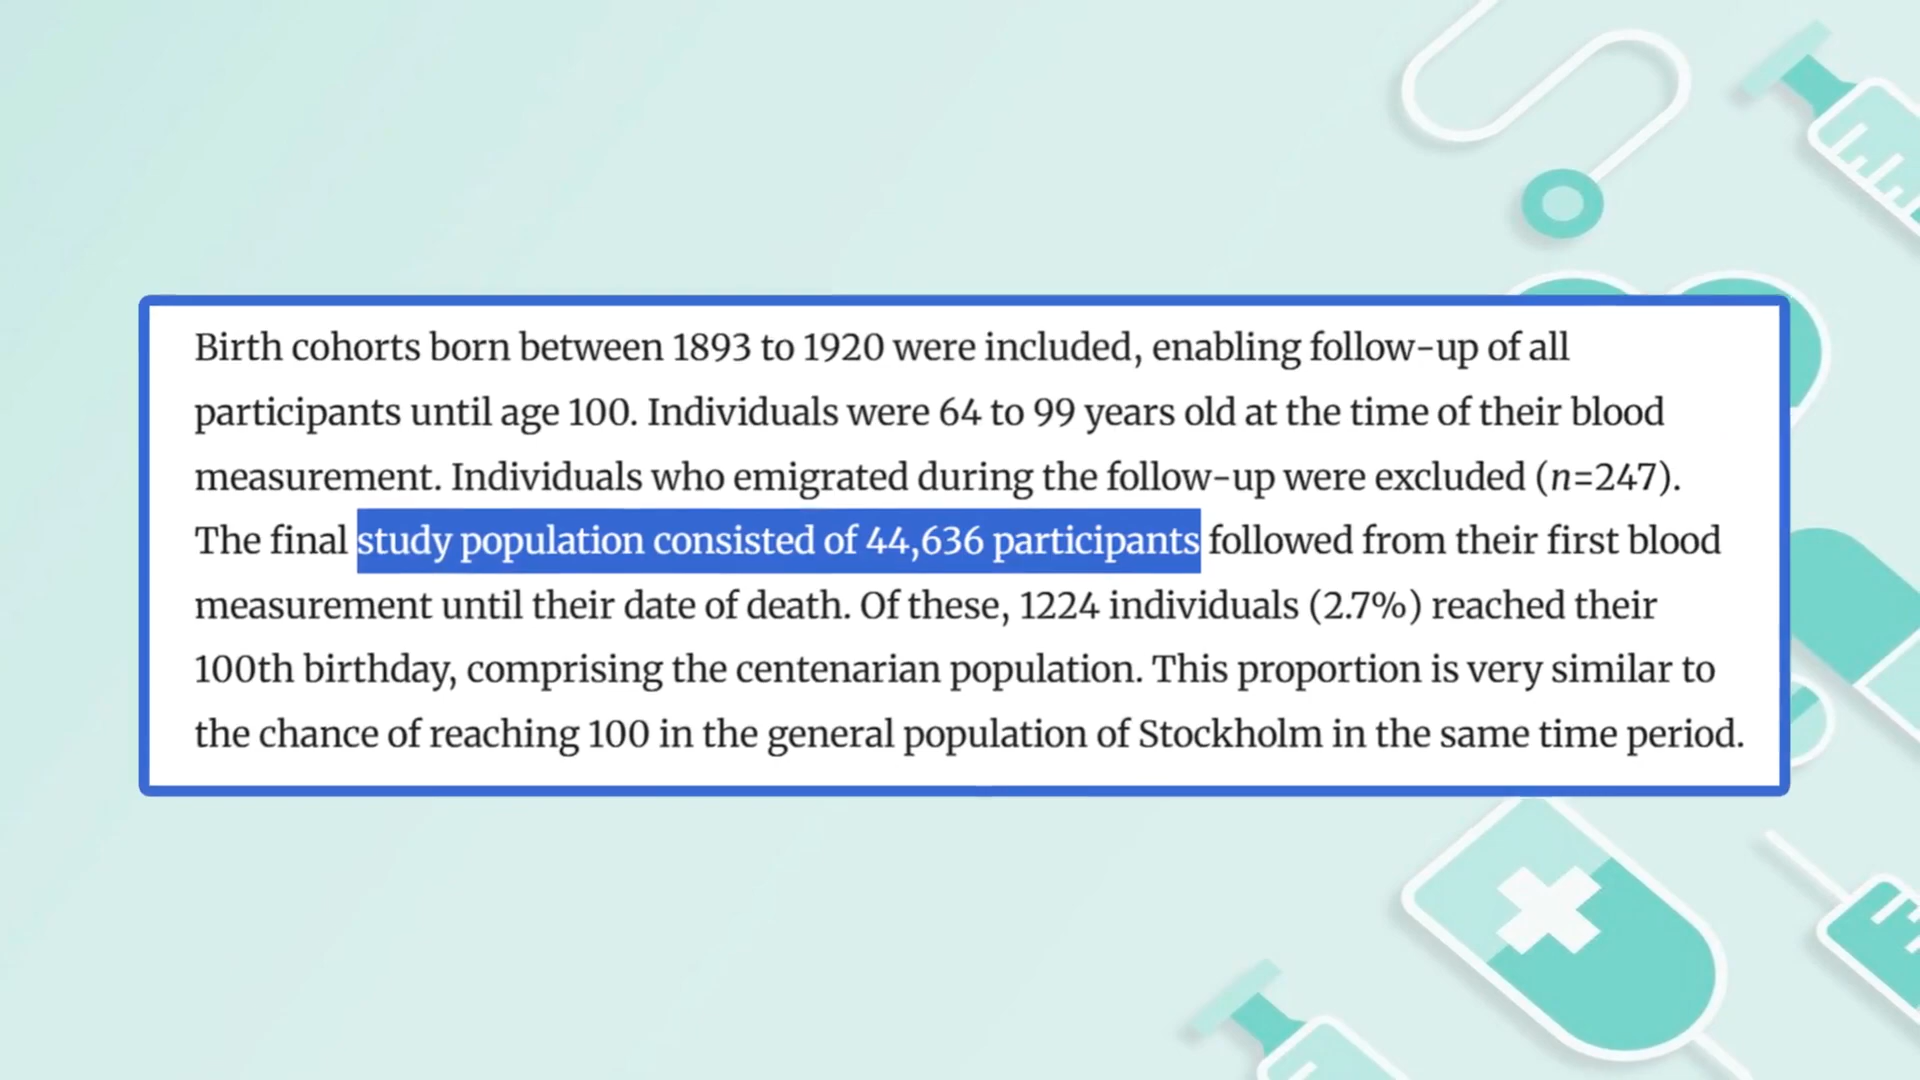 Birth cohorts born between 1893 to 1920 were included, enabling follow-up of all
participants until age 100. Individuals were 64 to 99 years old at the time of their blood
measurement. Individuals who emigrated during the follow-up were excluded (n=247).
The final study population consisted of 44,636 participants followed from their first blood
measurement until their date of death. Of these, 1224 individuals (2.7%) reached their
100th birthday, comprising the centenarian population. This proportion is very similar to
the chance of reaching 100 in the general population of Stockholm in the same time period.